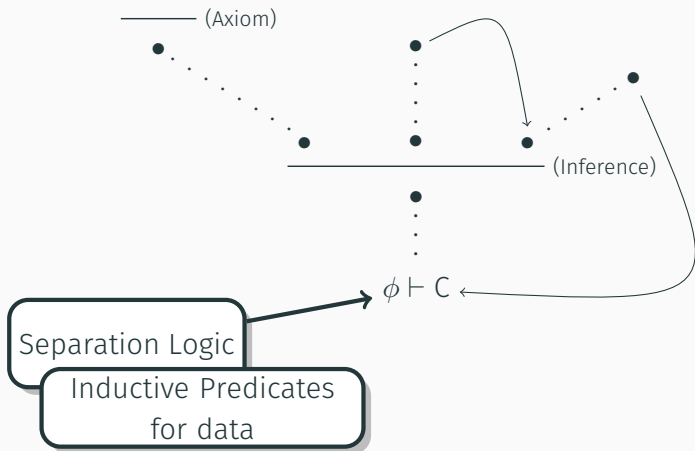 (Axiom)
(Inference)
ϕ ⊢ C
Separation Logic
Inductive Predicates
for data